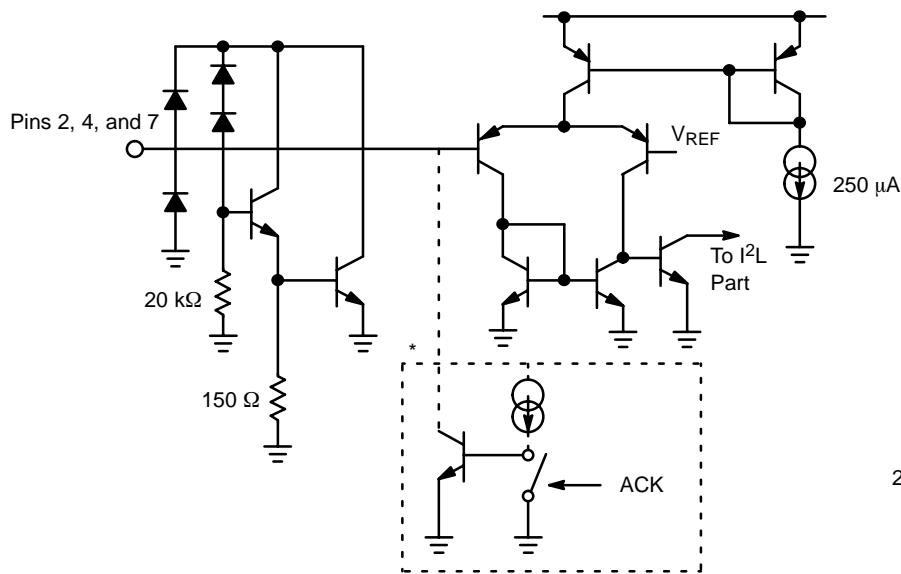 Pins 2, 4, and 7
V_REF
250 μA
To I²L
Part
20 kΩ
*
150 Ω
ACK
2